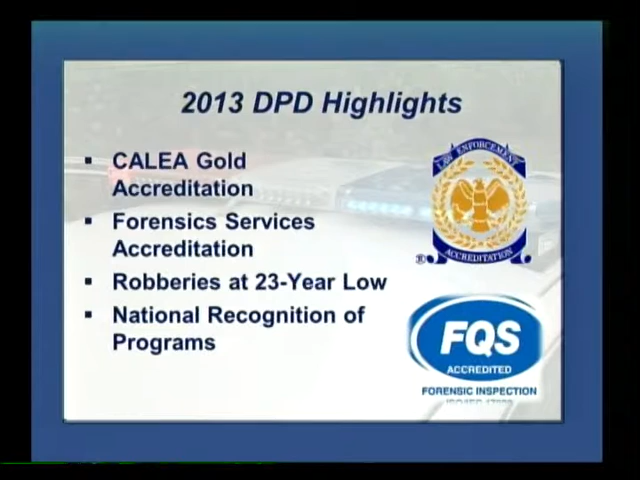 2013 DPD Highlights
▪ CALEA Gold
Accreditation
▪ Forensics Services
Accreditation
▪ Robberies at 23-Year Low
▪ National Recognition of
Programs
LAW ENFORCEMENT
ACCREDITATION
®
FQS
ACCREDITED
FORENSIC INSPECTION